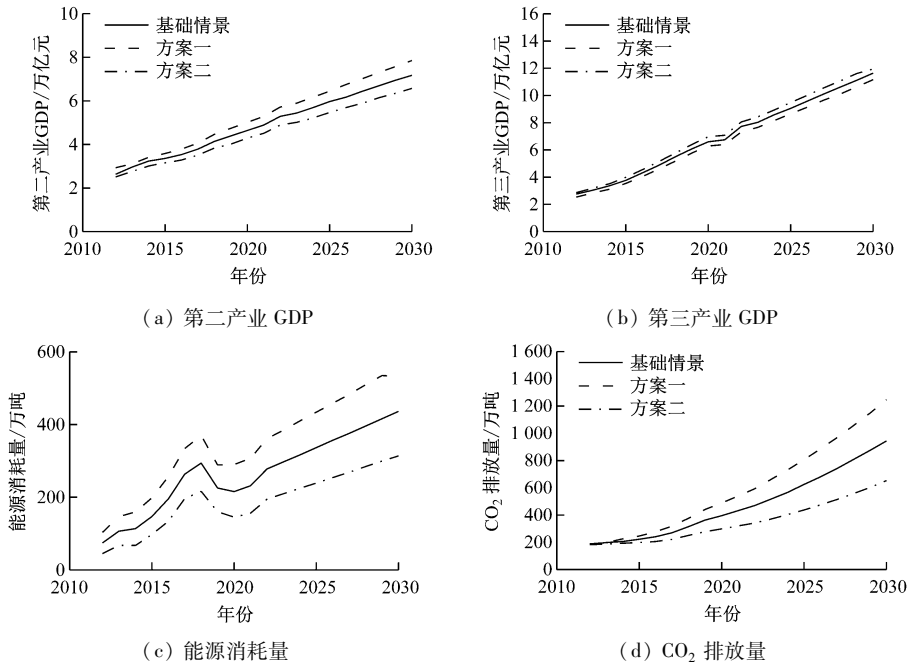 10
8
6
4
2
0
第二产业GDP/万亿元
基础情景
方案一
方案二
2010 2015 2020 2025 2030
年份
(a) 第二产业 GDP
16
14
12
10
8
6
4
2
0
第三产业GDP/万亿元
基础情景
方案一
方案二
2010 2015 2020 2025 2030
年份
(b) 第三产业 GDP
600
400
200
0
能源消耗量/万吨
2010 2015 2020 2025 2030
年份
(c) 能源消耗量
1 600
1 400
1 200
1 000
800
600
400
200
0
CO₂ 排放量/万吨
基础情景
方案一
方案二
2010 2015 2020 2025 2030
年份
(d) CO₂ 排放量